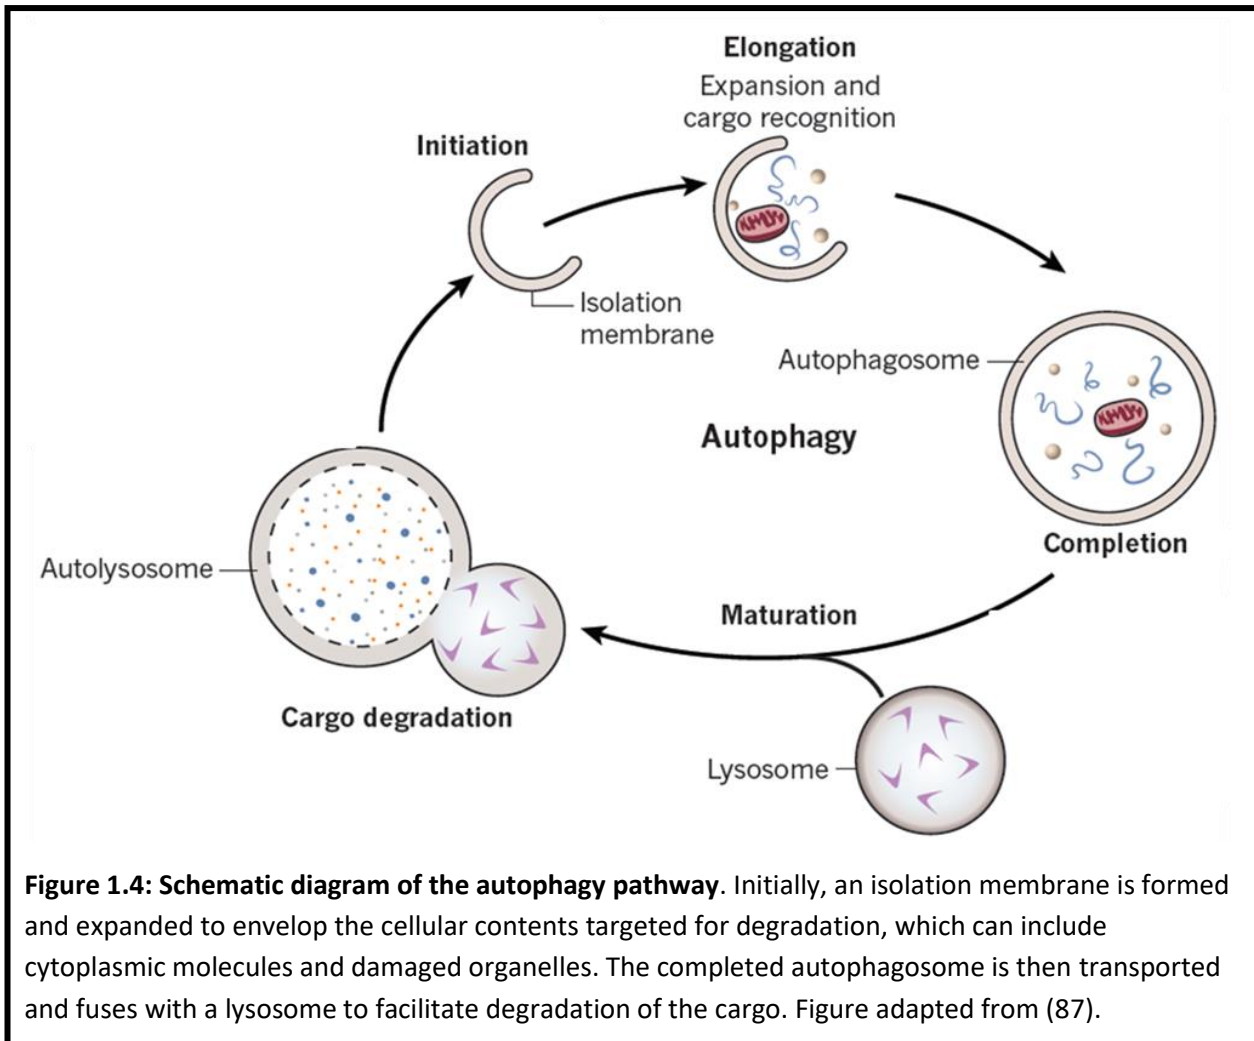 Elongation
Expansion and
cargo recognition
Initiation
Isolation
membrane
Autophagosome
Autophagy
Completion
Autolysosome
Maturation
Cargo degradation
Lysosome
Figure 1.4: Schematic diagram of the autophagy pathway. Initially, an isolation membrane is formed
and expanded to envelop the cellular contents targeted for degradation, which can include
cytoplasmic molecules and damaged organelles. The completed autophagosome is then transported
and fuses with a lysosome to facilitate degradation of the cargo. Figure adapted from (87).